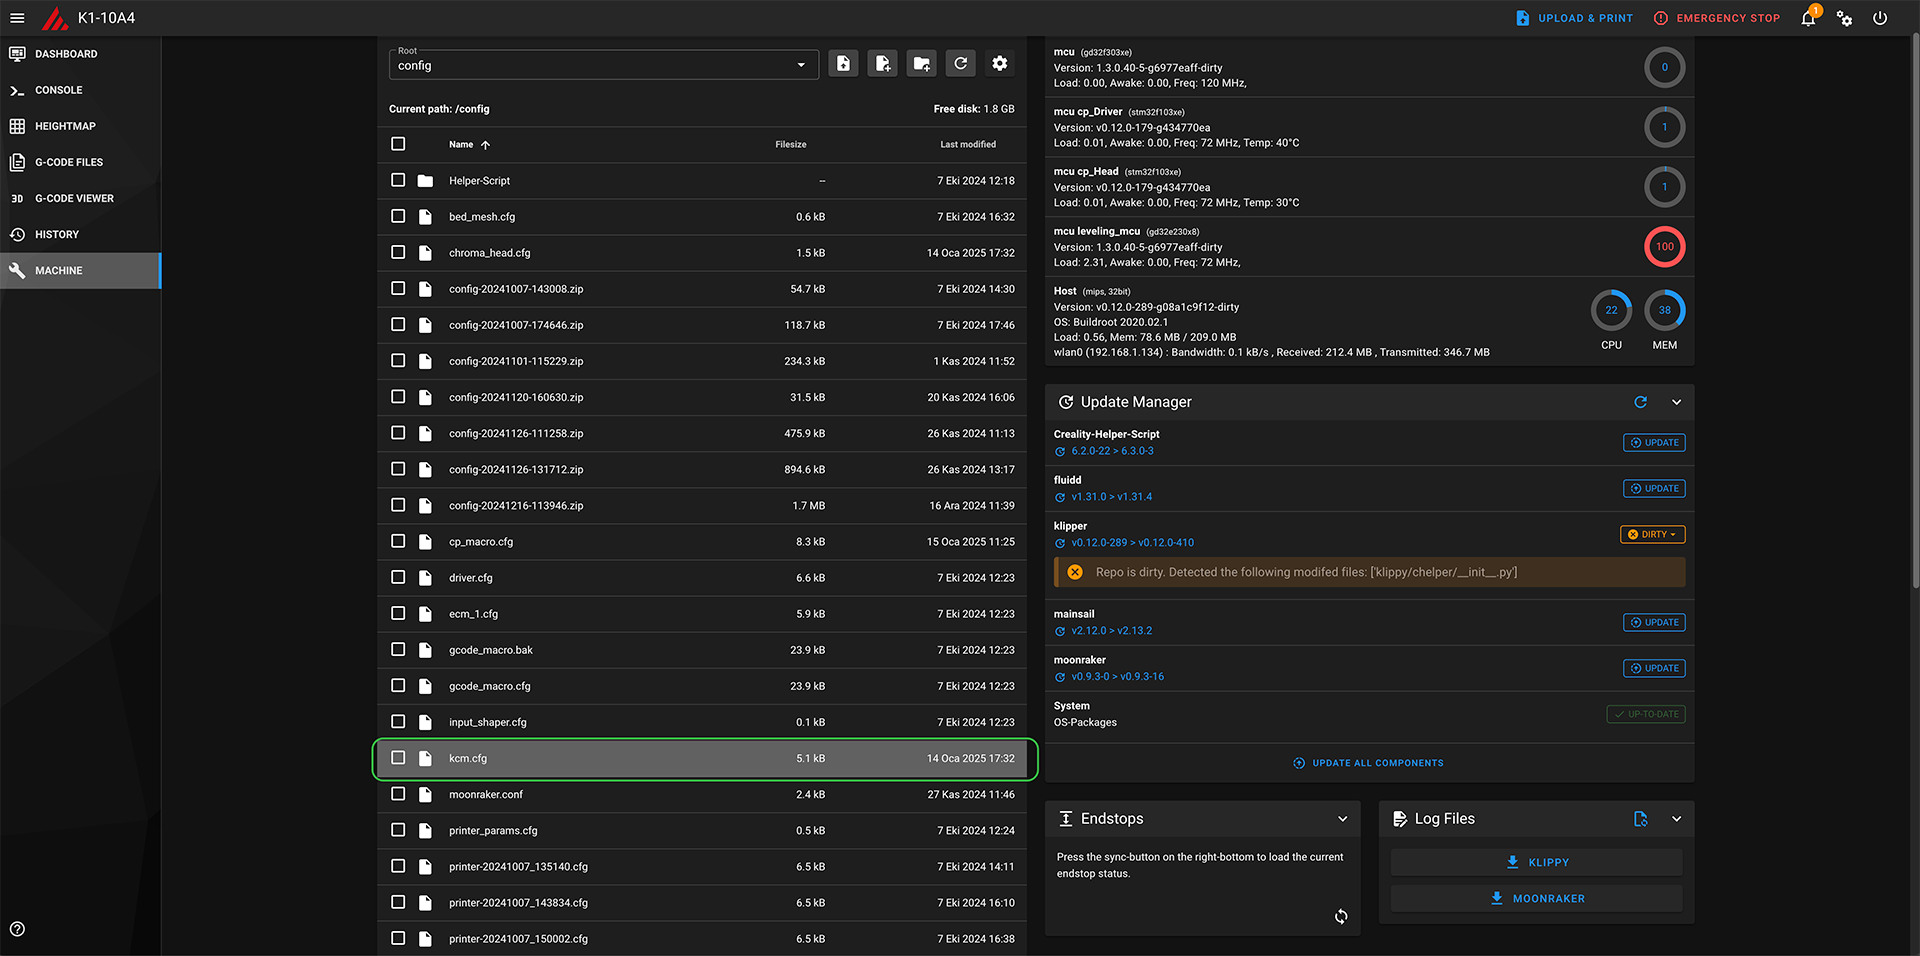 K1-10A4
UPLOAD & PRINT
EMERGENCY STOP
1
DASHBOARD
CONSOLE
HEIGHTMAP
G-CODE FILES
3D G-CODE VIEWER
HISTORY
MACHINE
Root
config
Current path: /config
Free disk: 1.8 GB
Name Filesize Last modified
Helper-Script -- 7 Eki 2024 12:18
bed_mesh.cfg 0.6 kB 7 Eki 2024 16:32
chroma_head.cfg 1.5 kB 14 Oca 2025 17:32
config-20241007-143008.zip 54.7 kB 7 Eki 2024 14:30
config-20241007-174646.zip 118.7 kB 7 Eki 2024 17:46
config-20241101-115229.zip 234.3 kB 1 Kas 2024 11:52
config-20241120-160630.zip 31.5 kB 20 Kas 2024 16:06
config-20241126-111258.zip 475.9 kB 26 Kas 2024 11:13
config-20241126-131712.zip 894.6 kB 26 Kas 2024 13:17
config-20241216-113946.zip 1.7 MB 16 Ara 2024 11:39
cp_macro.cfg 8.3 kB 15 Oca 2025 11:25
driver.cfg 6.6 kB 7 Eki 2024 12:23
ecm_1.cfg 5.9 kB 7 Eki 2024 12:23
gcode_macro.bak 23.9 kB 7 Eki 2024 12:23
gcode_macro.cfg 23.9 kB 7 Eki 2024 12:23
input_shaper.cfg 0.1 kB 7 Eki 2024 12:23
kcm.cfg 5.1 kB 14 Oca 2025 17:32
moonraker.conf 2.4 kB 27 Kas 2024 11:46
printer_params.cfg 0.5 kB 7 Eki 2024 12:24
printer-20241007_135140.cfg 6.5 kB 7 Eki 2024 14:11
printer-20241007_143834.cfg 6.5 kB 7 Eki 2024 16:10
printer-20241007_150002.cfg 6.5 kB 7 Eki 2024 16:38
mcu (gd32f303xe)
Version: 1.3.0.40-5-g6977eaff-dirty
Load: 0.00, Awake: 0.00, Freq: 120 MHz,
0
mcu cp_Driver (stm32f103xe)
Version: v0.12.0-179-g434770ea
Load: 0.01, Awake: 0.00, Freq: 72 MHz, Temp: 40°C
1
mcu cp_Head (stm32f103xe)
Version: v0.12.0-179-g434770ea
Load: 0.01, Awake: 0.00, Freq: 72 MHz, Temp: 30°C
1
mcu leveling_mcu (gd32e230x8)
Version: 1.3.0.40-5-g6977eaff-dirty
Load: 2.31, Awake: 0.00, Freq: 72 MHz,
100
Host (mips, 32bit)
Version: v0.12.0-289-g08a1c9f12-dirty
OS: Buildroot 2020.02.1
Load: 0.56, Mem: 78.6 MB / 209.0 MB
wlan0 (192.168.1.134) : Bandwidth: 0.1 kB/s , Received: 212.4 MB , Transmitted: 346.7 MB
22 38
CPU MEM
Update Manager
Creality-Helper-Script
6.2.0-22 > 6.3.0-3
UPDATE
fluidd
v1.31.0 > v1.31.4
UPDATE
klipper
v0.12.0-289 > v0.12.0-410
DIRTY
Repo is dirty. Detected the following modifed files: ['klippy/chelper/__init__.py']
mainsail
v2.12.0 > v2.13.2
UPDATE
moonraker
v0.9.3-0 > v0.9.3-16
UPDATE
System
OS-Packages
UP-TO-DATE
UPDATE ALL COMPONENTS
Endstops
Press the sync-button on the right-bottom to load the current
endstop status.
Log Files
KLIPPY
MOONRAKER